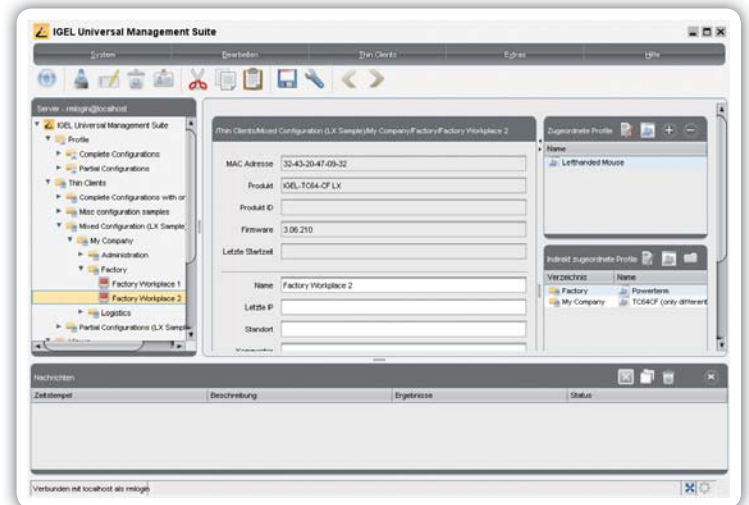 IGEL Universal Management Suite
System Bearbeiten Thin Clients Extras Hilfe
Server - rmlogin@localhost
IGEL Universal Management Suite
Profile
Complete Configurations
Partial Configurations
Thin Clients
Complete Configurations with or
Misc configuration samples
Mixed Configuration (LX Sample
My Company
Administration
Factory
Factory Workplace 1
Factory Workplace 2
Logistics
Partial Configurations (LX Sample
/Thin Clients/Mixed Configuration (LX Sample)/My Company/Factory/Factory Workplace 2
MAC Adresse 32-43-20-47-09-32
Produkt IGEL-TC64-CF LX
Produkt ID
Firmware 3.06.210
Letzte Startzeit
Name Factory Workplace 2
Letzte IP
Standort
Kommentar
Zugeordnete Profile
Name
Lefthanded Mouse
Indirekt zugeordnete Profile
Verzeichnis Name
Factory Powerterm
My Company TC64CF (only different
Nachrichten
Zeitstempel Beschreibung Ergebnisse Status
Verbunden mit localhost als rmlogin